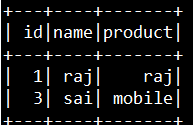 +---+----+-------+
| id|name|product|
+---+----+-------+
|  1| raj|    raj|
|  3| sai| mobile|
+---+----+-------+